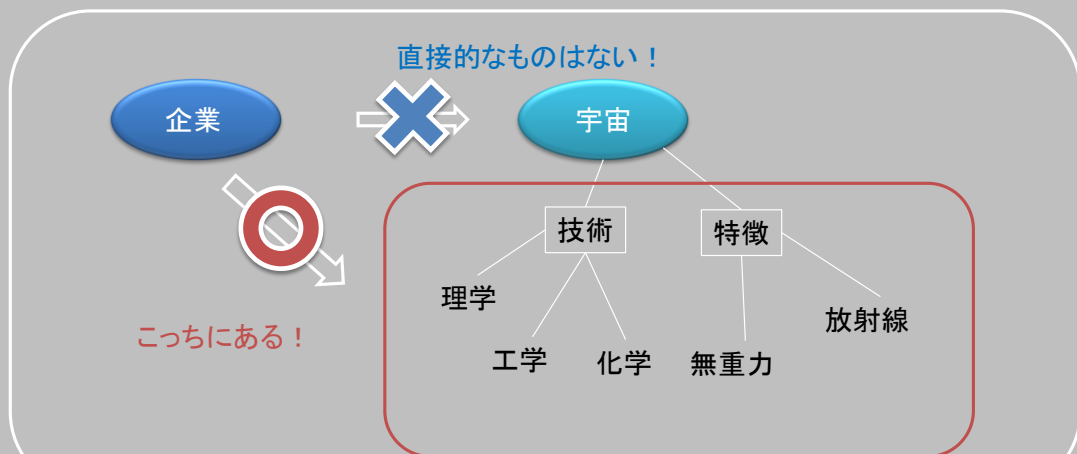 直接的なものはない！
企業
宇宙
技術
特徴
理学
放射線
こっちにある！
工学
化学
無重力